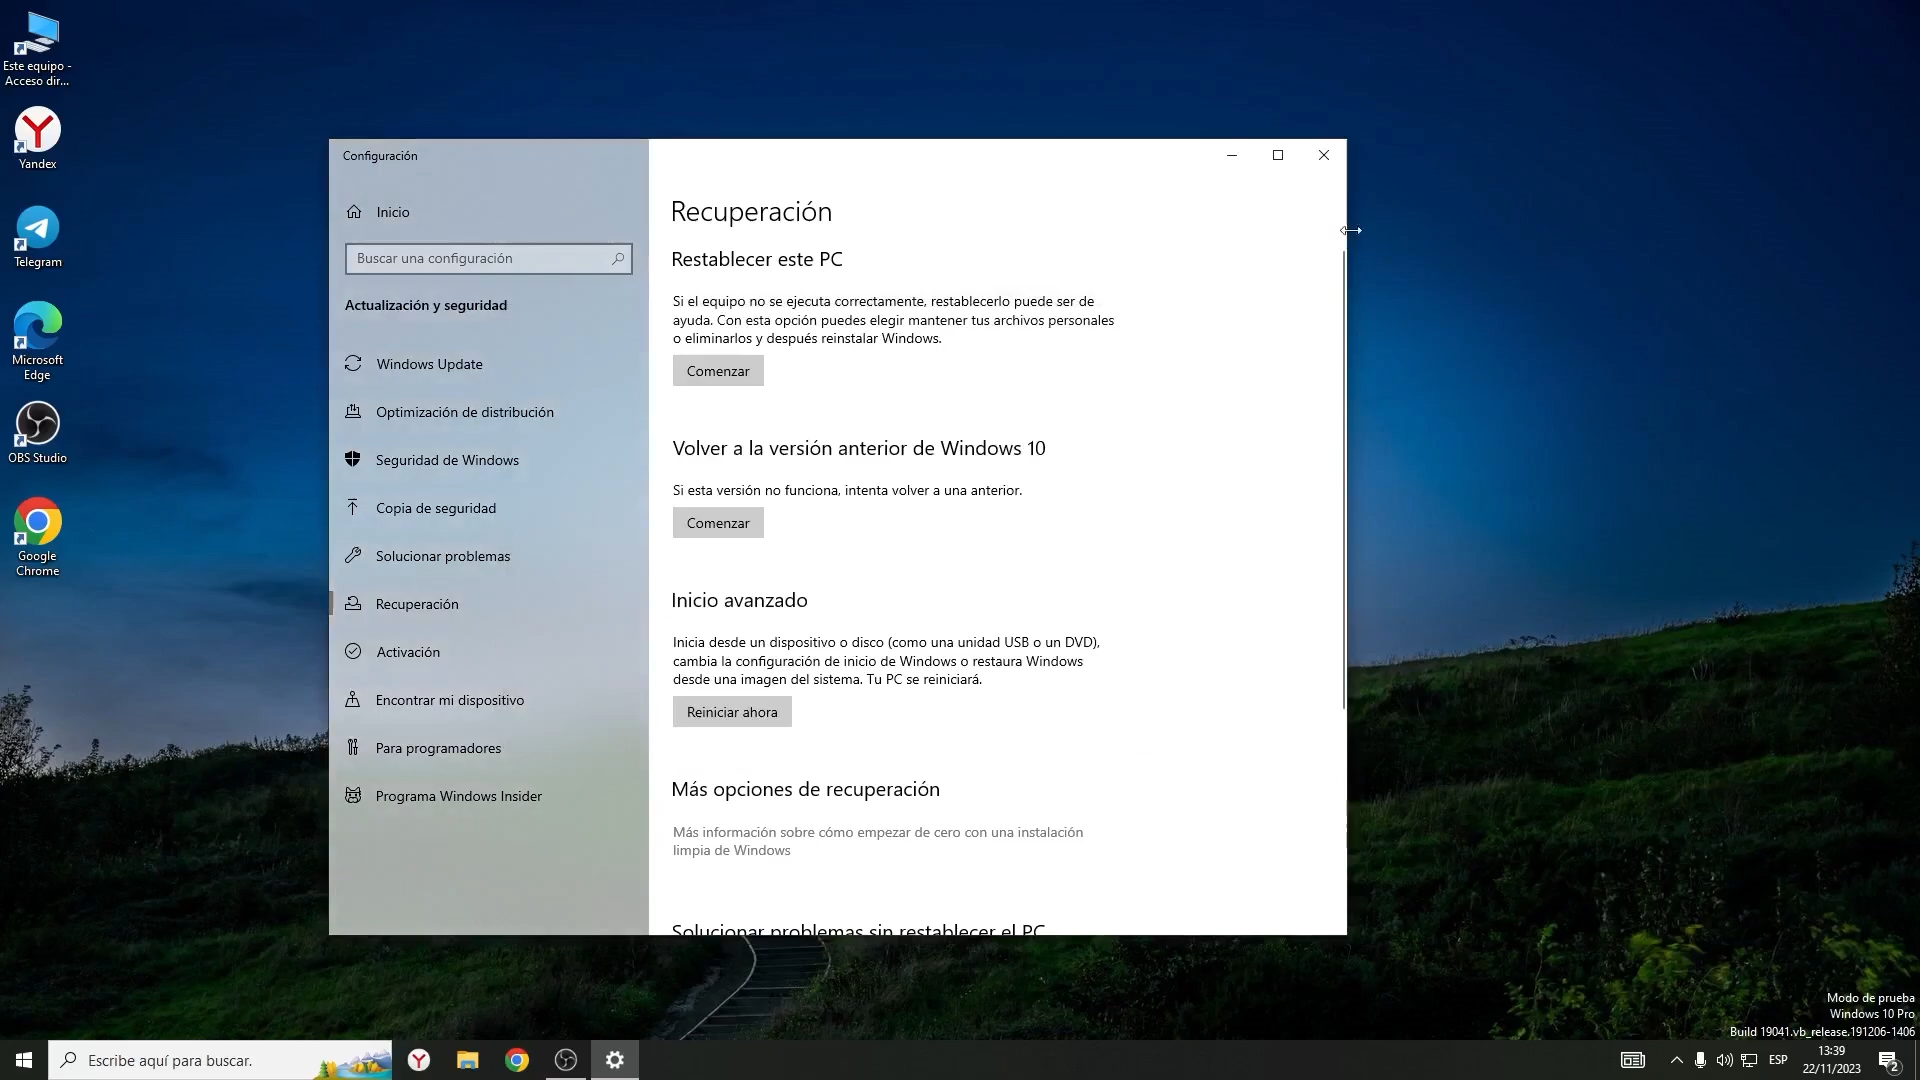 Este equipo -
Acceso dir...
Yandex
Telegram
Microsoft
Edge
OBS Studio
Google
Chrome
Configuración
Inicio
Buscar una configuración
Actualización y seguridad
Windows Update
Optimización de distribución
Seguridad de Windows
Copia de seguridad
Solucionar problemas
Recuperación
Activación
Encontrar mi dispositivo
Para programadores
Programa Windows Insider
Recuperación
Restablecer este PC
Si el equipo no se ejecuta correctamente, restablecerlo puede ser de
ayuda. Con esta opción puedes elegir mantener tus archivos personales
o eliminarlos y después reinstalar Windows.
Comenzar
Volver a la versión anterior de Windows 10
Si esta versión no funciona, intenta volver a una anterior.
Comenzar
Inicio avanzado
Inicia desde un dispositivo o disco (como una unidad USB o un DVD),
cambia la configuración de inicio de Windows o restaura Windows
desde una imagen del sistema. Tu PC se reiniciará.
Reiniciar ahora
Más opciones de recuperación
Más información sobre cómo empezar de cero con una instalación
limpia de Windows
Solucionar problemas sin restablecer el PC
Modo de prueba
Windows 10 Pro
Build 19041.vb_release.191206-1406
Escribe aquí para buscar.
ESP
13:39
22/11/2023
2